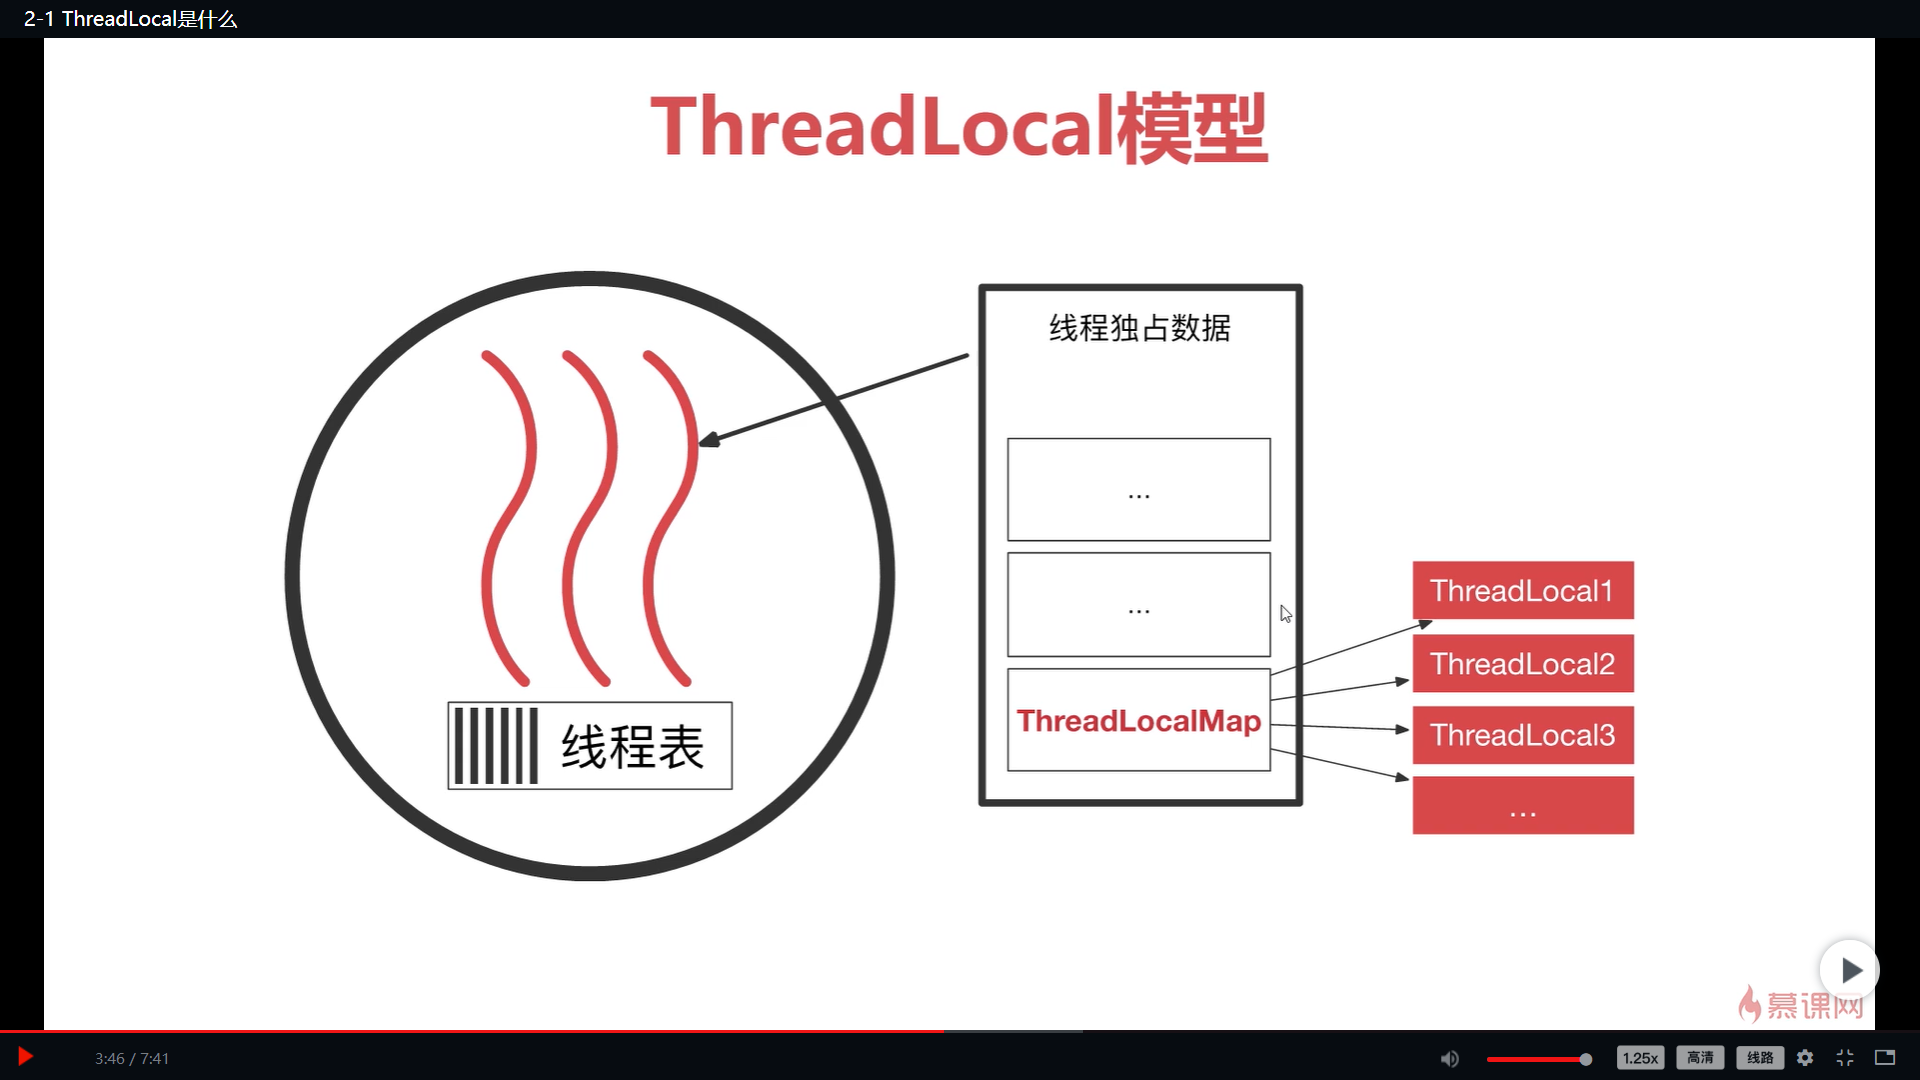 2-1 ThreadLocal是什么
ThreadLocal模型
线程独占数据
...
...
ThreadLocalMap
线程表
ThreadLocal1
ThreadLocal2
ThreadLocal3
...
慕课网
3:46 / 7:41
1.25x
高清
线路